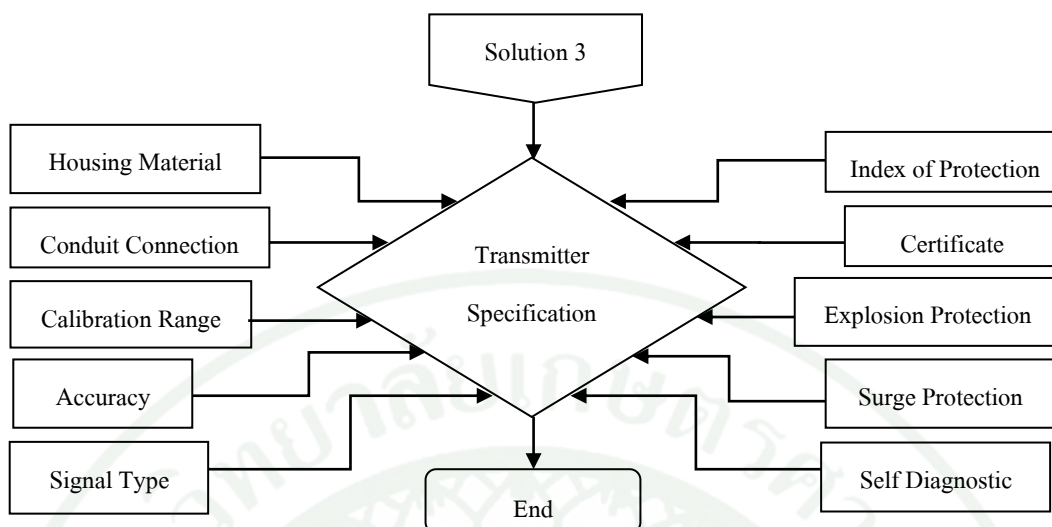 Solution 3
Housing Material
Conduit Connection
Calibration Range
Accuracy
Signal Type
Transmitter
Specification
Index of Protection
Certificate
Explosion Protection
Surge Protection
Self Diagnostic
End